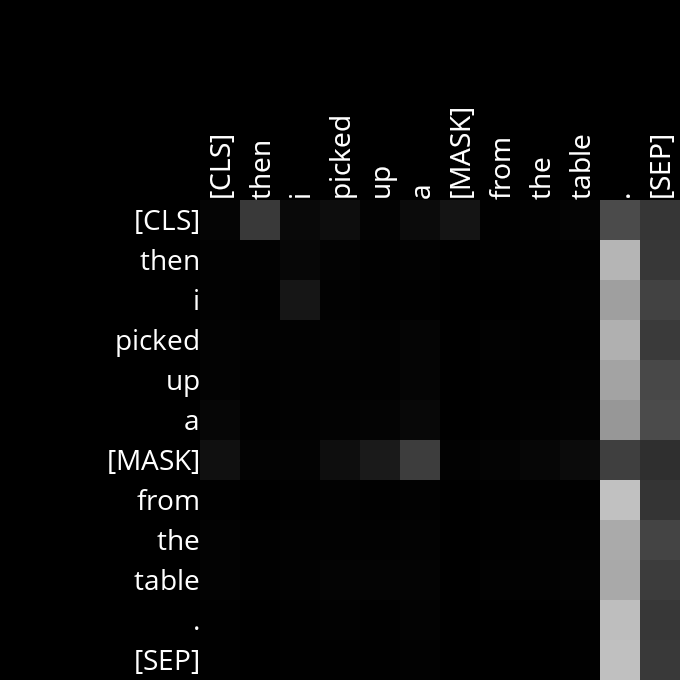 [CLS] then i picked up a [MASK] from the table . [SEP]
[CLS]
then
i
picked
up
a
[MASK]
from
the
table
.
[SEP]